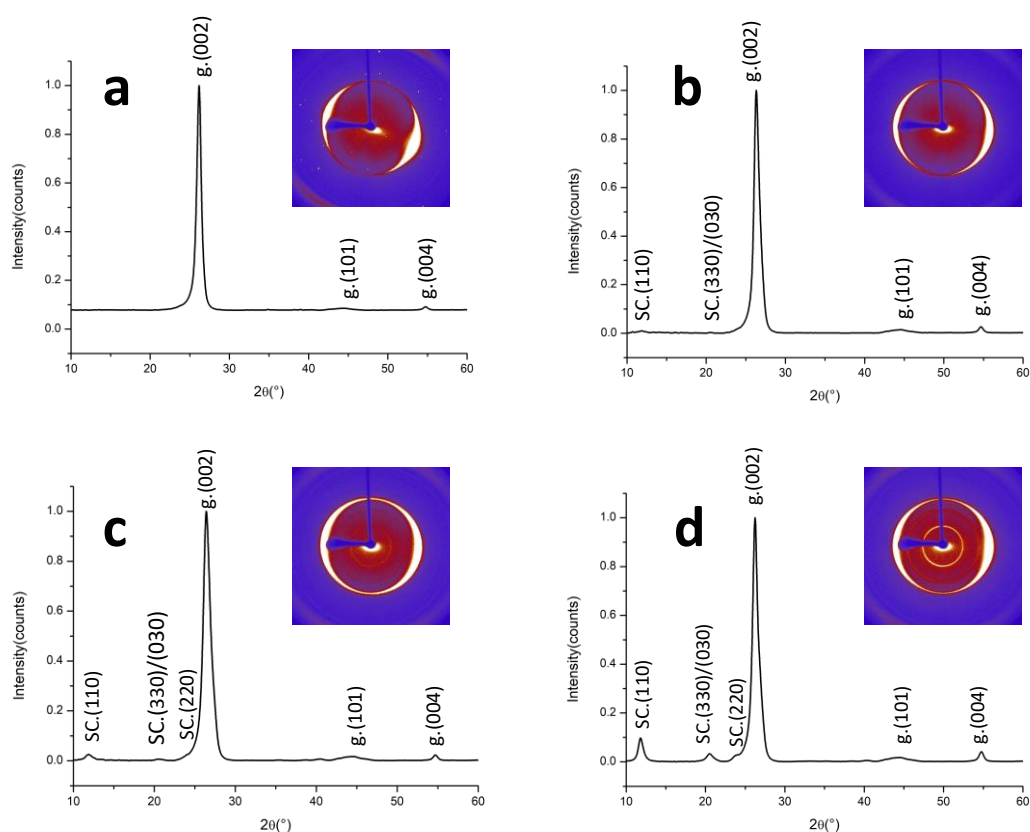 a
g.(002)
g.(101)
g.(004)
Intensity(counts)
1.0
0.8
0.6
0.4
0.2
0.0
10 20 30 40 50 60
2θ(°)
b
g.(002)
SC.(110)
SC.(330)/(030)
g.(101)
g.(004)
Intensity(counts)
1.0
0.8
0.6
0.4
0.2
0.0
10 20 30 40 50 60
2θ(°)
c
g.(002)
SC.(110)
SC.(330)/(030)
SC.(220)
g.(101)
g.(004)
Intensity(counts)
1.0
0.8
0.6
0.4
0.2
0.0
10 20 30 40 50 60
2θ(°)
d
g.(002)
SC.(110)
SC.(330)/(030)
SC.(220)
g.(101)
g.(004)
Intensity(counts)
1.0
0.8
0.6
0.4
0.2
0.0
10 20 30 40 50 60
2θ(°)